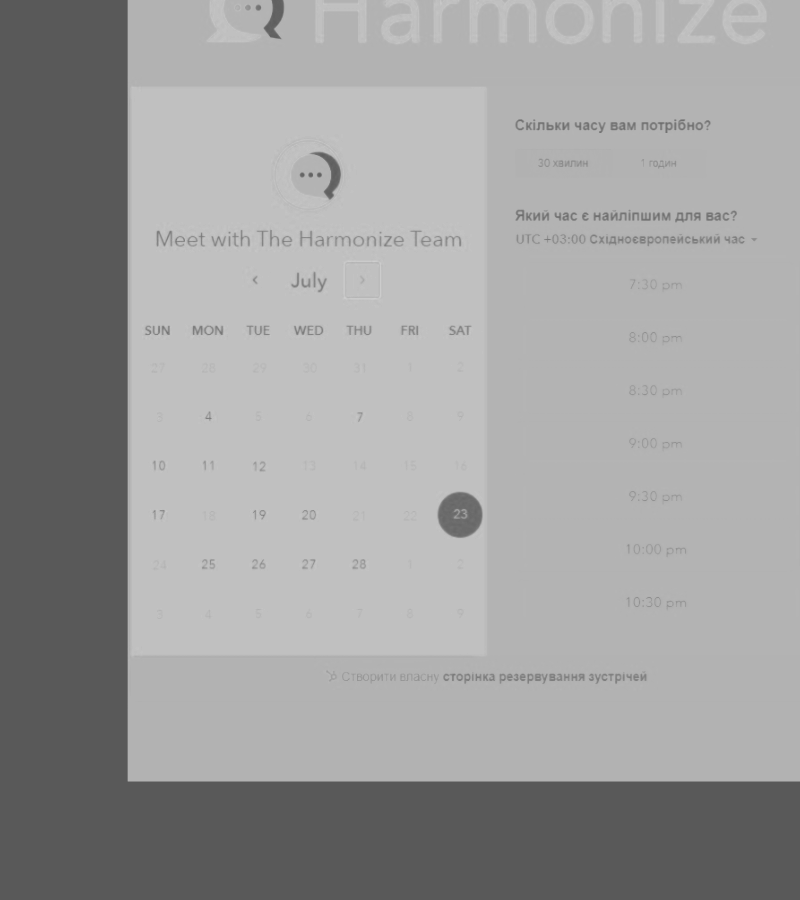 Harmonize
Meet with The Harmonize Team
July
SUN MON TUE WED THU FRI SAT
27 28 29 30 31 1 2
3 4 5 6 7 8 9
10 11 12 13 14 15 16
17 18 19 20 21 22 23
24 25 26 27 28 1 2
3 4 5 6 7 8 9
Скільки часу вам потрібно?
30 хвилин 1 годин
Який час є найліпшим для вас?
UTC +03:00 Східноєвропейський час
7:30 pm
8:00 pm
8:30 pm
9:00 pm
9:30 pm
10:00 pm
10:30 pm
Створити власну сторінка резервування зустрічей